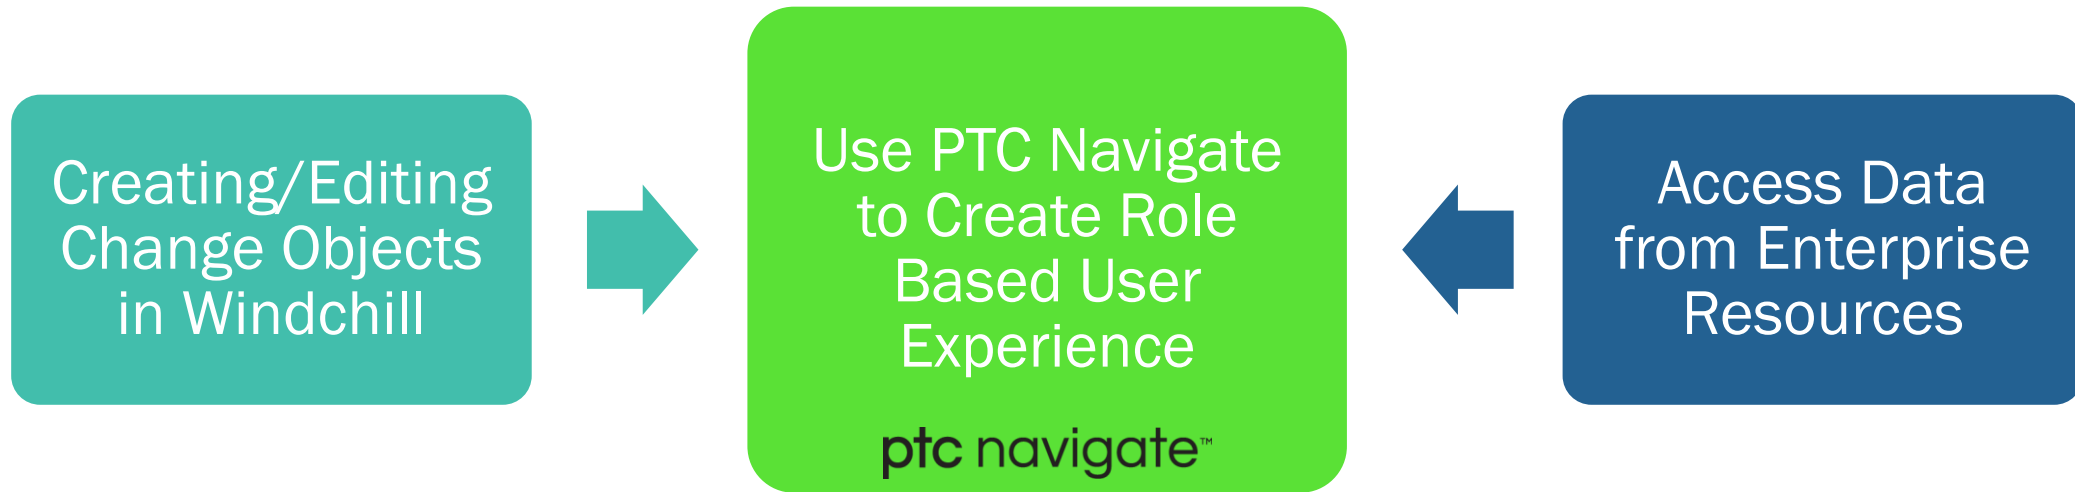 Creating/Editing
Change Objects
in Windchill
Use PTC Navigate
to Create Role
Based User
Experience
ptc navigate™
Access Data
from Enterprise
Resources